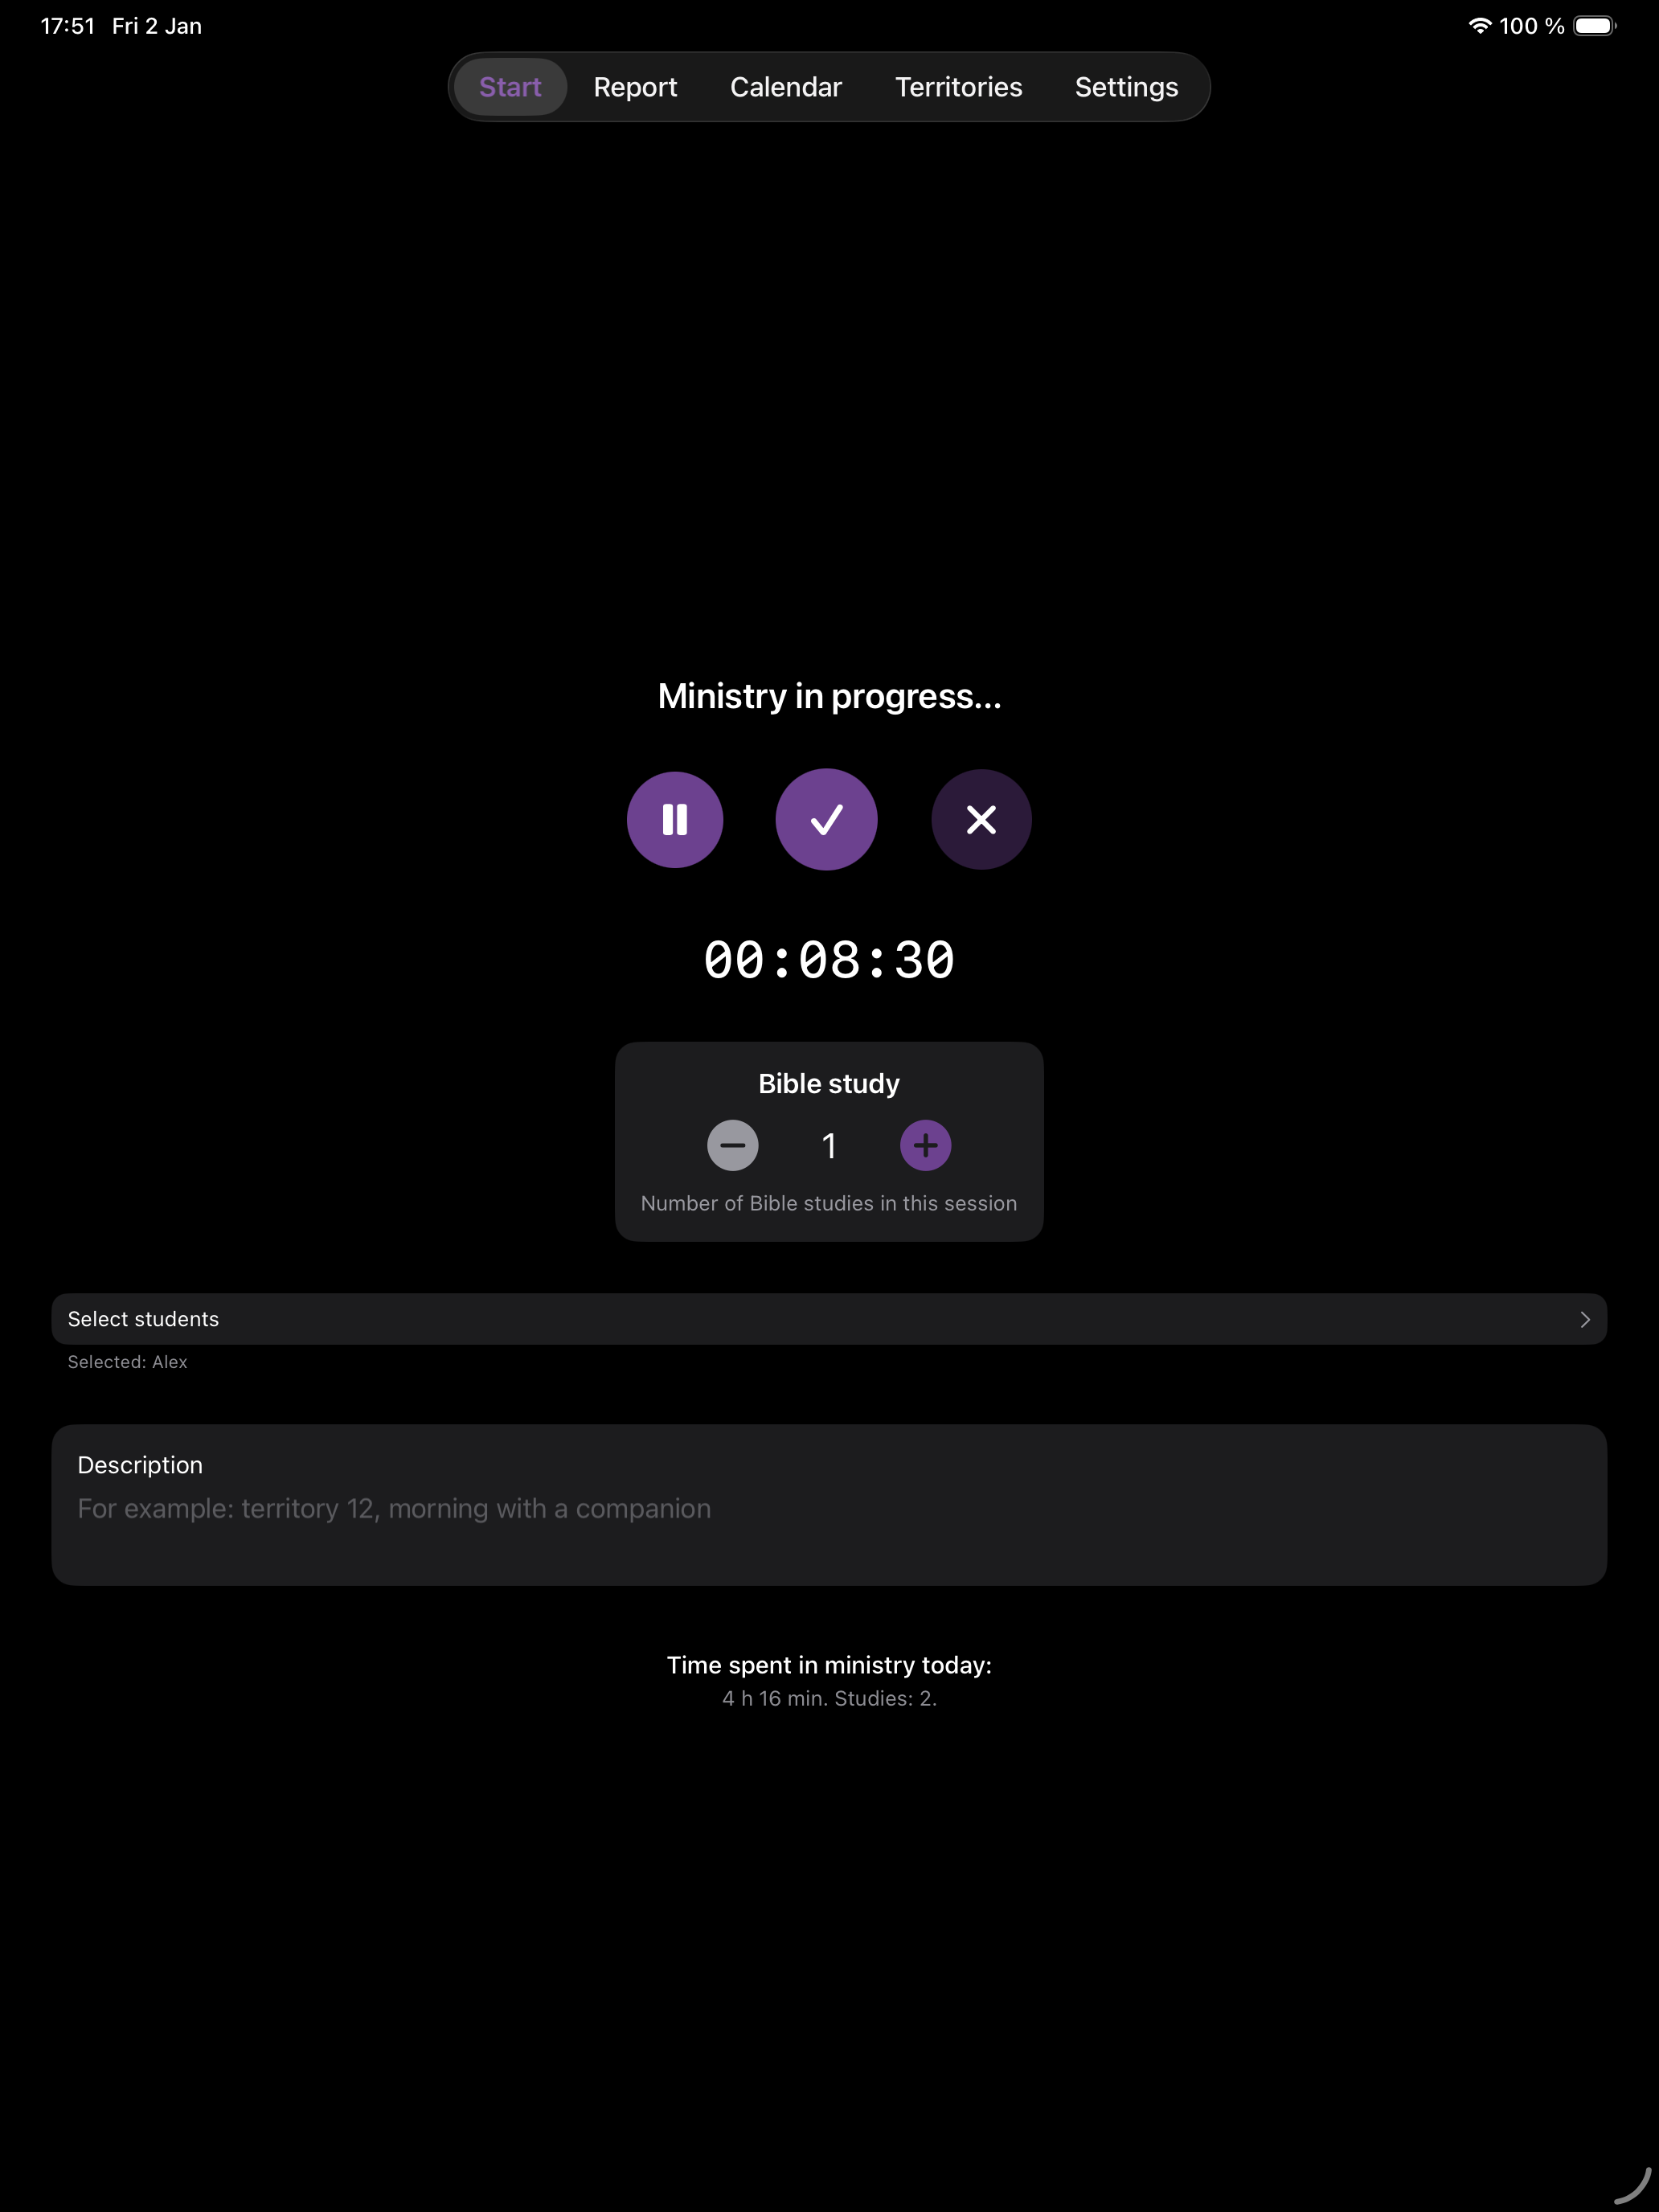 17:51 Fri 2 Jan
100 %
Start Report Calendar Territories Settings
Ministry in progress...
00:08:30
Bible study
1
Number of Bible studies in this session
Select students
Selected: Alex
Description
For example: territory 12, morning with a companion
Time spent in ministry today:
4 h 16 min. Studies: 2.